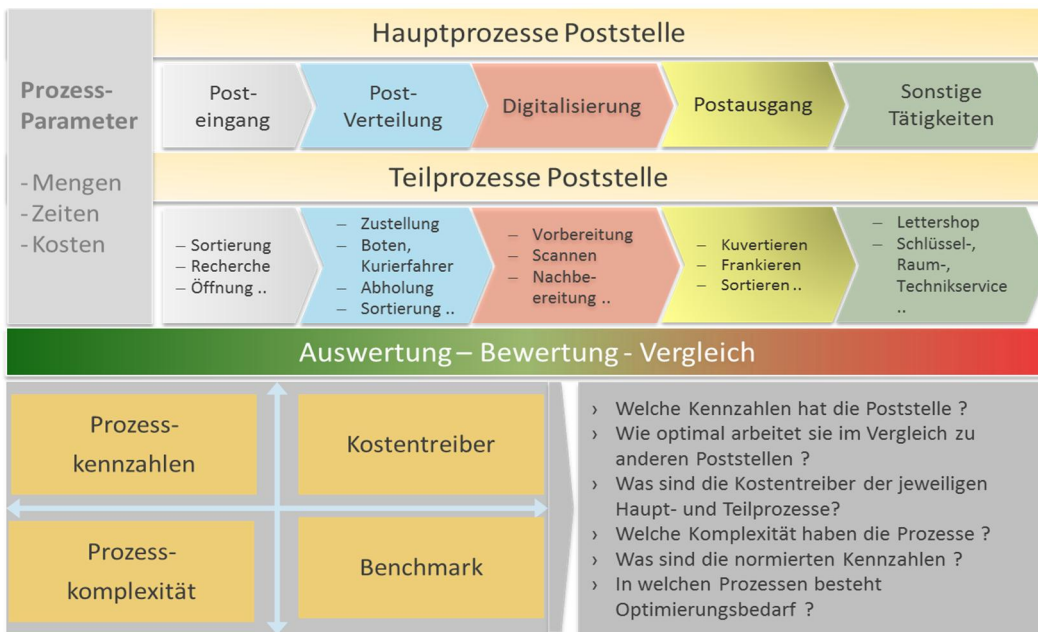 Hauptprozesse Poststelle
Prozess-
Parameter
- Mengen
- Zeiten
- Kosten
Post-
eingang
Post-
Verteilung
Digitalisierung
Postausgang
Sonstige
Tätigkeiten
Teilprozesse Poststelle
– Sortierung
– Recherche
– Öffnung ..
– Zustellung
– Boten,
Kurierfahrer
– Abholung
– Sortierung ..
– Vorbereitung
– Scannen
– Nachbe-
ereitung ..
– Kuvertieren
– Frankieren
– Sortieren ..
– Lettershop
– Schlüssel-,
Raum-,
Technikservice
..
Auswertung – Bewertung - Vergleich
Prozess-
kennzahlen
Kostentreiber
Prozess-
komplexität
Benchmark
› Welche Kennzahlen hat die Poststelle ?
› Wie optimal arbeitet sie im Vergleich zu
anderen Poststellen ?
› Was sind die Kostentreiber der jeweiligen
Haupt- und Teilprozesse?
› Welche Komplexität haben die Prozesse ?
› Was sind die normierten Kennzahlen ?
› In welchen Prozessen besteht
Optimierungsbedarf ?